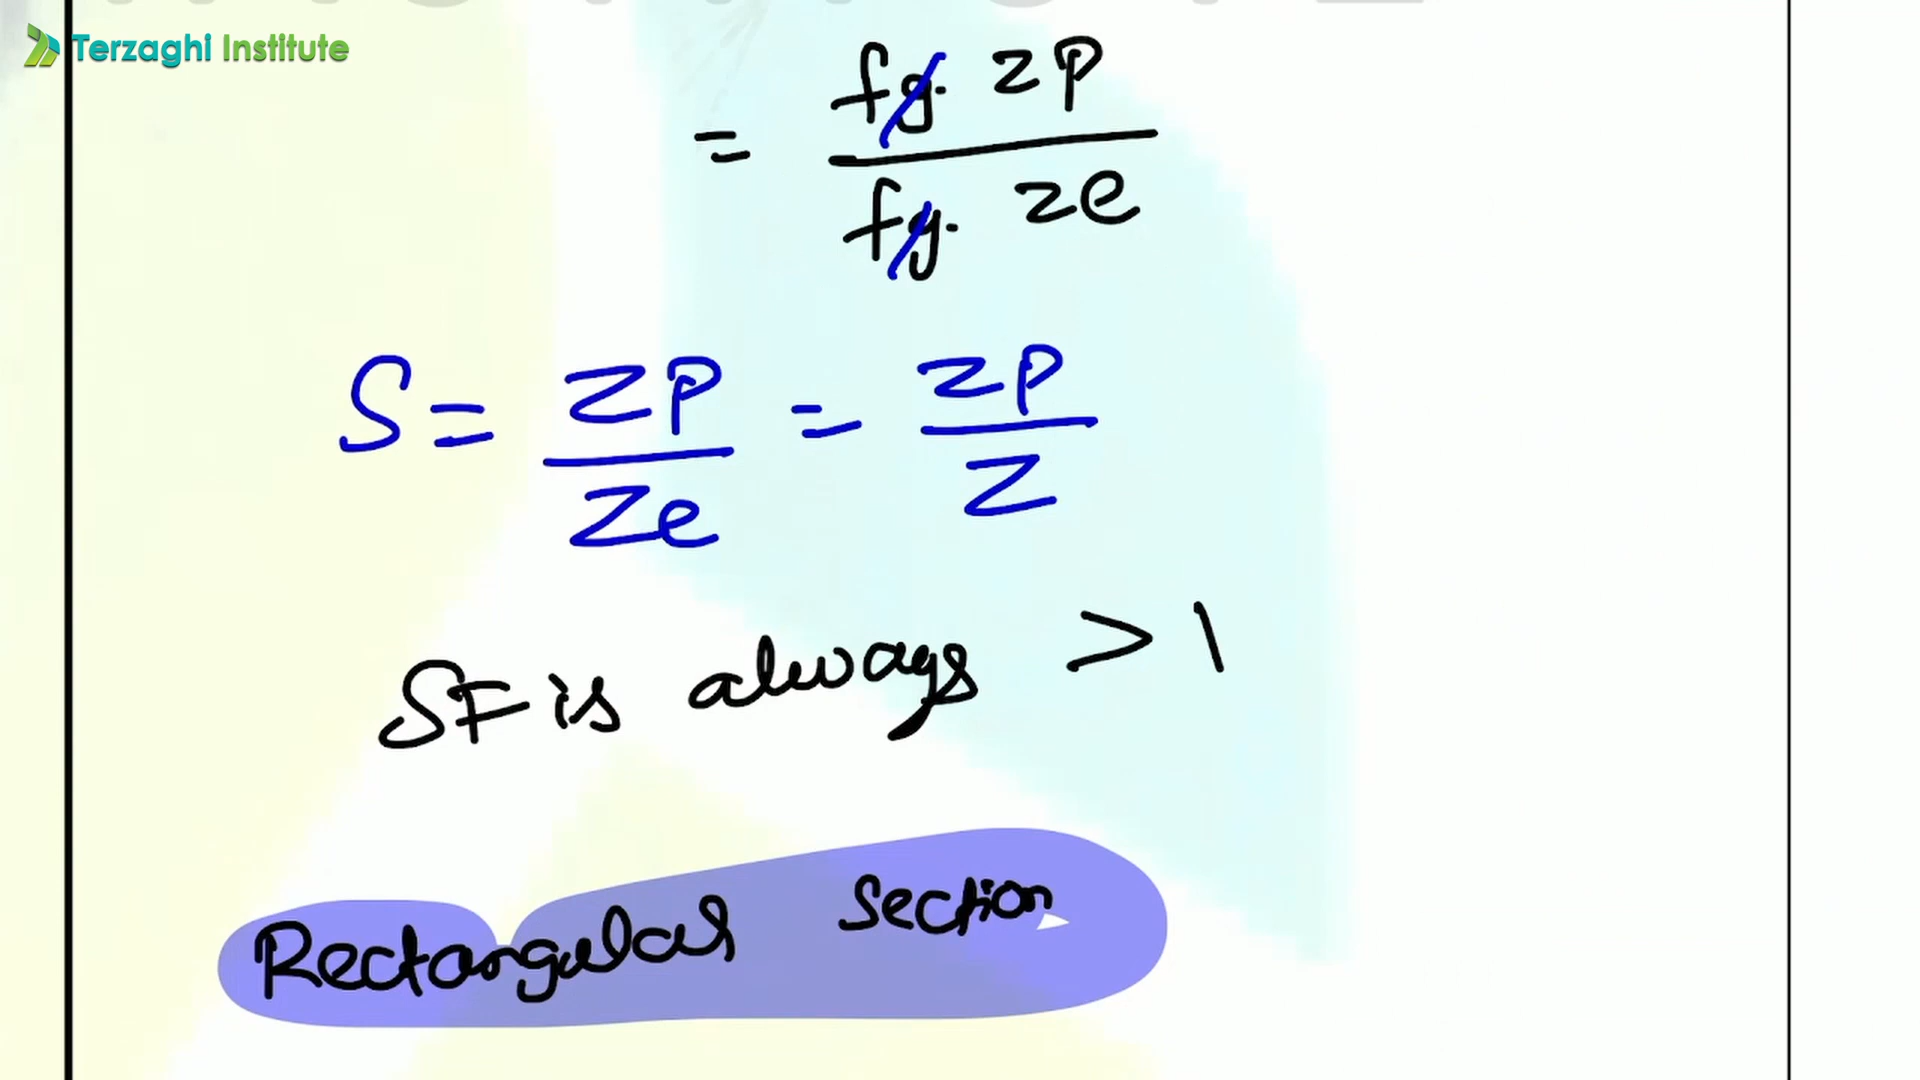 Terzaghi Institute
= fy. ZP / fy. Ze
S = ZP / Ze = ZP / Z
SF is always > 1
Rectangular section